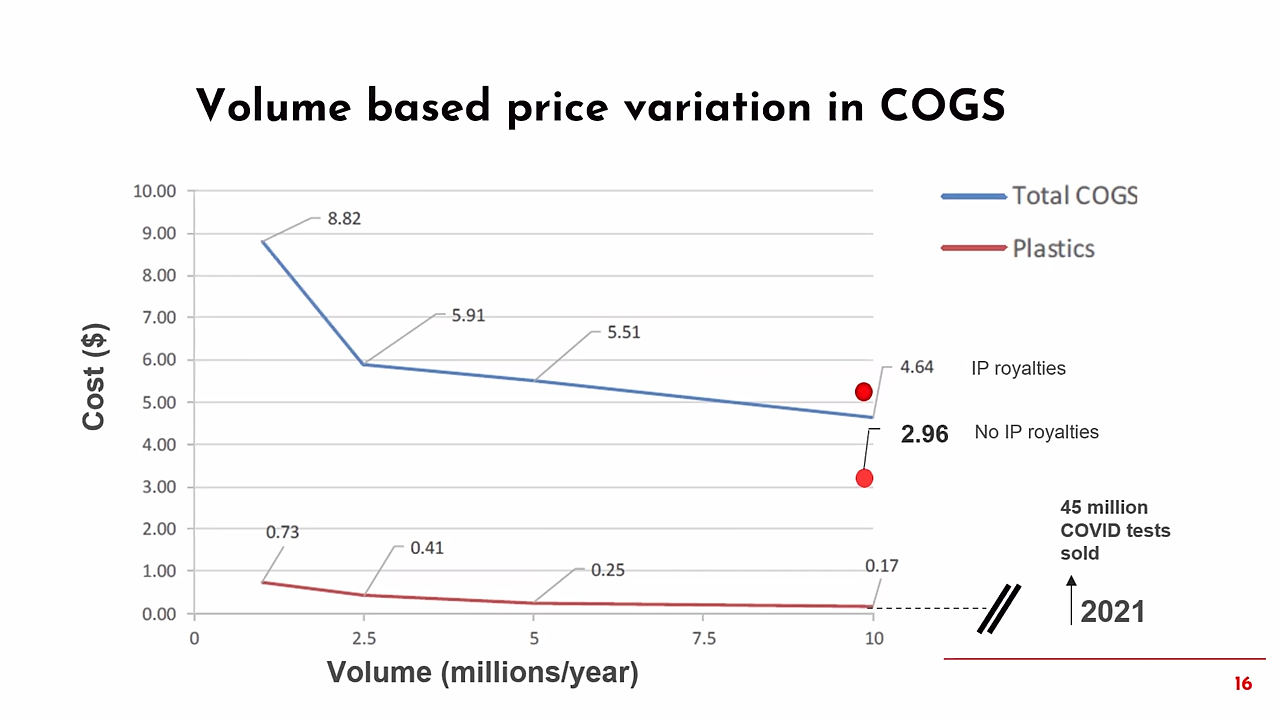 Volume based price variation in COGS
10.00
9.00
8.00
7.00
6.00
5.00
4.00
3.00
2.00
1.00
0.00
Cost ($)
8.82
5.91
5.51
4.64 IP royalties
2.96 No IP royalties
0.73
0.41
0.25
0.17
0 2.5 5 7.5 10
Volume (millions/year)
Total COGS
Plastics
45 million
COVID tests
sold
2021
16